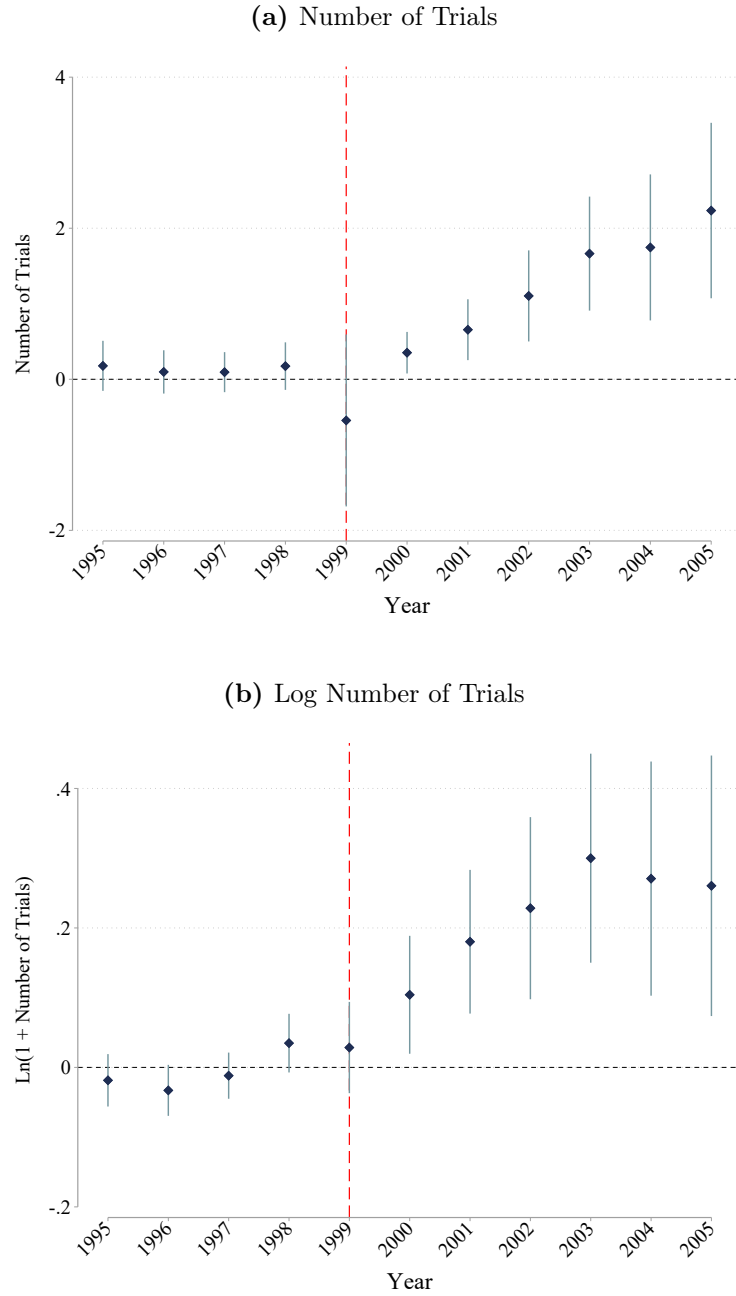 (a) Number of Trials
4
2
0
-2
Number of Trials
1995 1996 1997 1998 1999 2000 2001 2002 2003 2004 2005
Year
(b) Log Number of Trials
.4
.2
0
-.2
Ln(1 + Number of Trials)
1995 1996 1997 1998 1999 2000 2001 2002 2003 2004 2005
Year